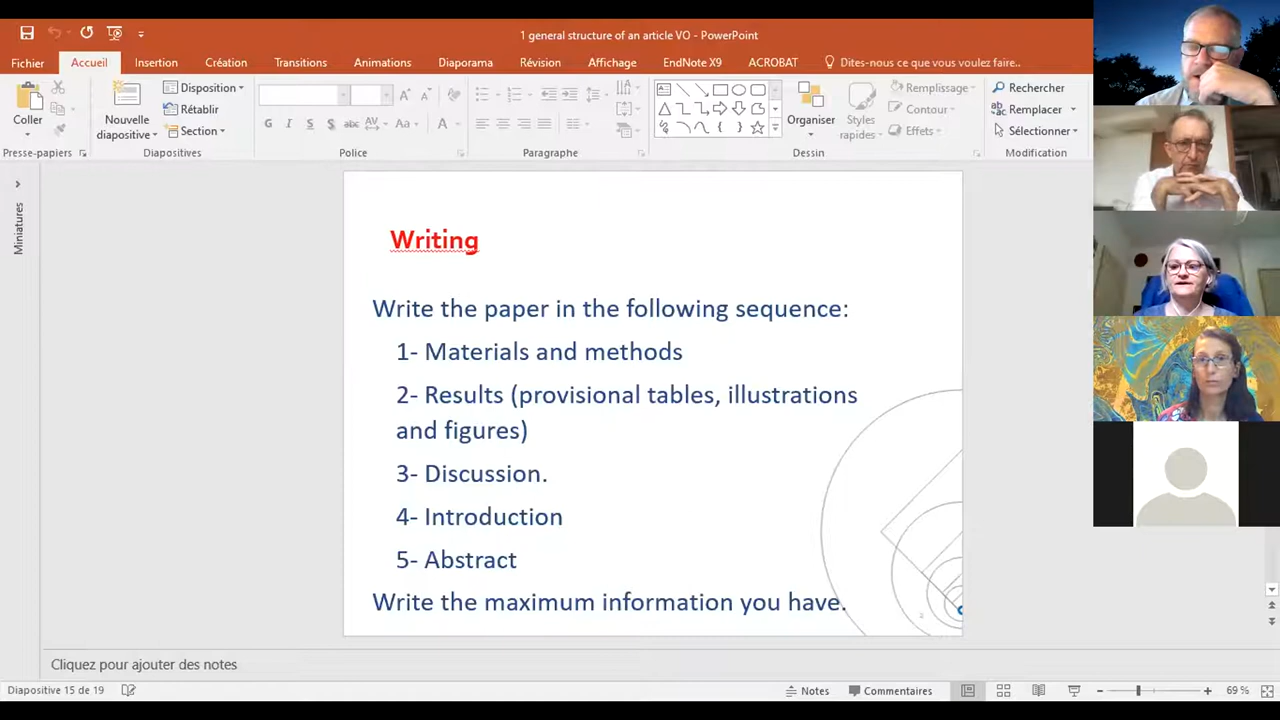 1 general structure of an article VO - PowerPoint
Fichier Accueil Insertion Création Transitions Animations Diaporama Révision Affichage EndNote X9 ACROBAT Dites-nous ce que vous voulez faire..
Coller
Presse-papiers
Nouvelle
diapositive
Disposition
Rétablir
Section
Diapositives
G I S S abc AV Aa A
Police
Paragraphe
Organiser
Styles
rapides
Remplissage
Contour
Effets
Dessin
Rechercher
Remplacer
Sélectionner
Modification
Miniatures
Writing
Write the paper in the following sequence:
1- Materials and methods
2- Results (provisional tables, illustrations
and figures)
3- Discussion.
4- Introduction
5- Abstract
Write the maximum information you have.
Cliquez pour ajouter des notes
Diapositive 15 de 19 Notes Commentaires 69 %